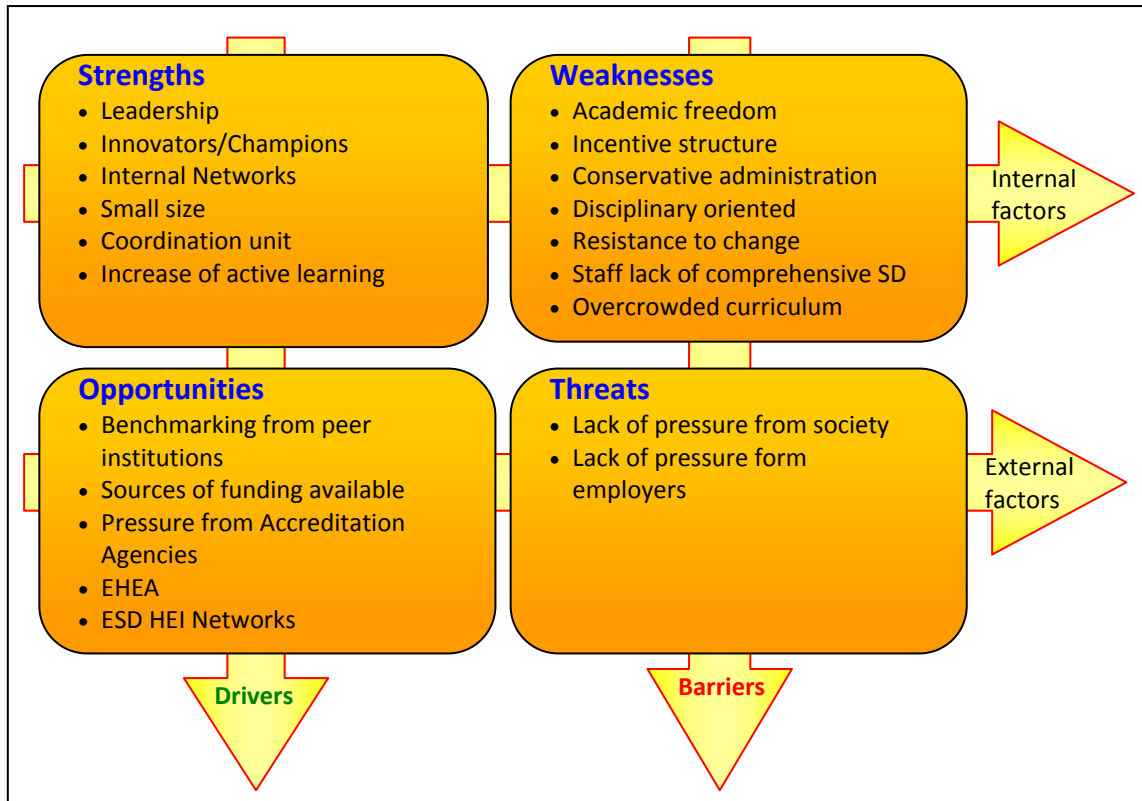 Strengths
• Leadership
• Innovators/Champions
• Internal Networks
• Small size
• Coordination unit
• Increase of active learning
Weaknesses
• Academic freedom
• Incentive structure
• Conservative administration
• Disciplinary oriented
• Resistance to change
• Staff lack of comprehensive SD
• Overcrowded curriculum
Internal
factors
Opportunities
• Benchmarking from peer
institutions
• Sources of funding available
• Pressure from Accreditation
Agencies
• EHEA
• ESD HEI Networks
Threats
• Lack of pressure from society
• Lack of pressure form
employers
External
factors
Drivers
Barriers